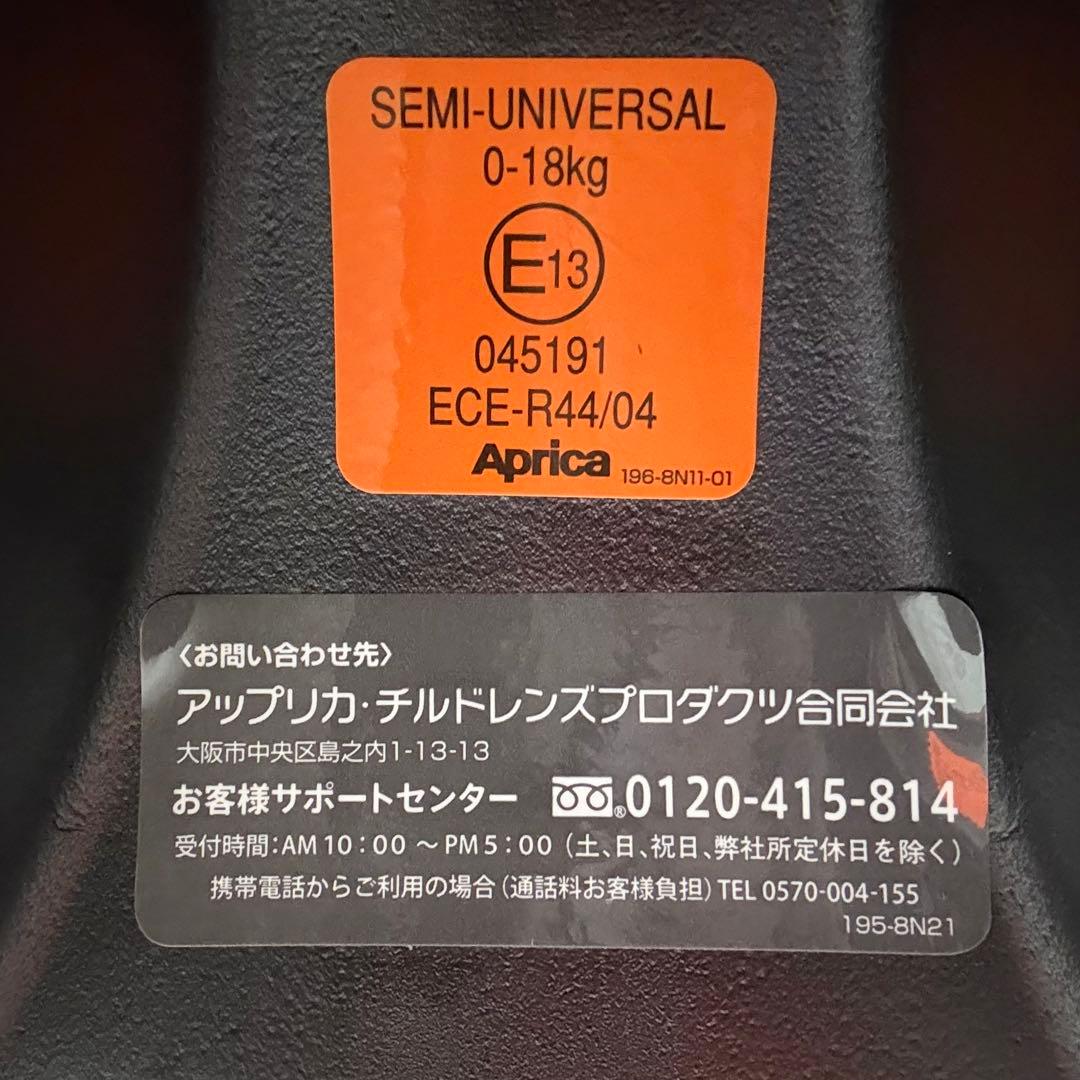 SEMI-UNIVERSAL
0-18kg
E13
045191
ECE-R44/04
Aprica 196-8N11-01
〈お問い合わせ先〉
アップリカ・チルドレンズプロダクツ合同会社
大阪市中央区島之内1-13-13
お客様サポートセンター ®0120-415-814
受付時間:AM10:00 ~ PM5:00 (土、日、祝日、弊社所定休日を除く)
携帯電話からご利用の場合(通話料お客様負担)TEL 0570-004-155
195-8N21